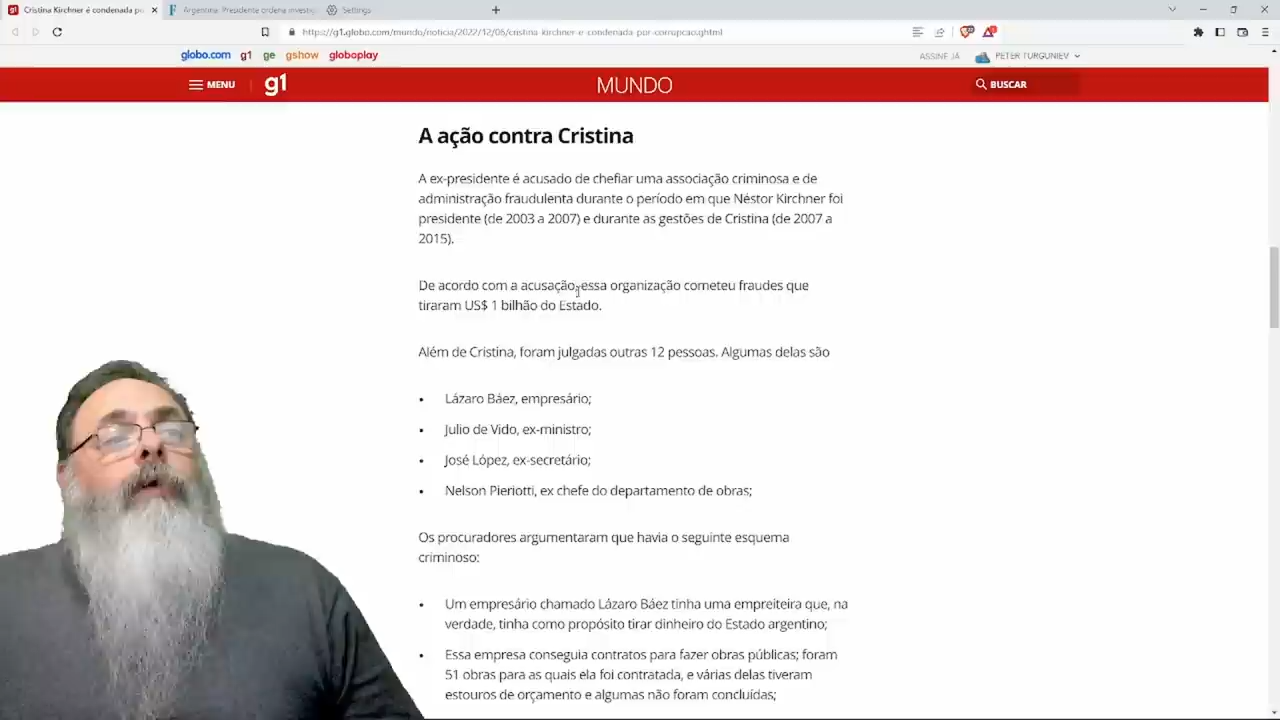 Cristina Kirchner é condenada po
Argentina: Presidente ordena investig
Settings
https://g1.globo.com/mundo/noticia/2022/12/06/cristina-kirchner-e-condenada-por-corrupcao.ghtml
globo.com g1 ge gshow globoplay
ASSINE JÁ
PETER TURGUNIEV
MENU
g1
MUNDO
BUSCAR
A ação contra Cristina
A ex-presidente é acusado de chefiar uma associação criminosa e de
administração fraudulenta durante o período em que Néstor Kirchner foi
presidente (de 2003 a 2007) e durante as gestões de Cristina (de 2007 a
2015).
De acordo com a acusação, essa organização cometeu fraudes que
tiraram US$ 1 bilhão do Estado.
Além de Cristina, foram julgadas outras 12 pessoas. Algumas delas são
• Lázaro Báez, empresário;
• Julio de Vido, ex-ministro;
• José López, ex-secretário;
• Nelson Pieriotti, ex chefe do departamento de obras;
Os procuradores argumentaram que havia o seguinte esquema
criminoso:
• Um empresário chamado Lázaro Báez tinha uma empreiteira que, na
verdade, tinha como propósito tirar dinheiro do Estado argentino;
• Essa empresa conseguia contratos para fazer obras públicas; foram
51 obras para as quais ela foi contratada, e várias delas tiveram
estouros de orçamento e algumas não foram concluídas;